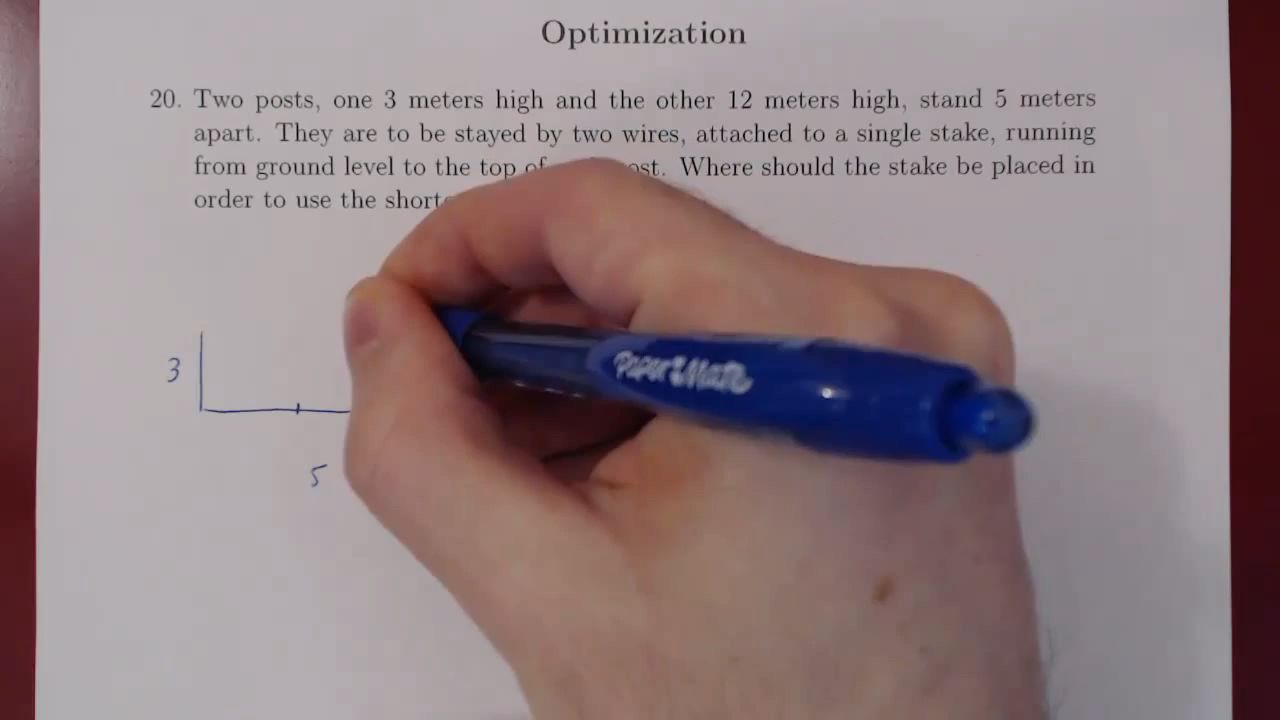 Optimization
20. Two posts, one 3 meters high and the other 12 meters high, stand 5 meters
apart. They are to be stayed by two wires, attached to a single stake, running
from ground level to the top of post. Where should the stake be placed in
order to use the
3
5
Paper Mate